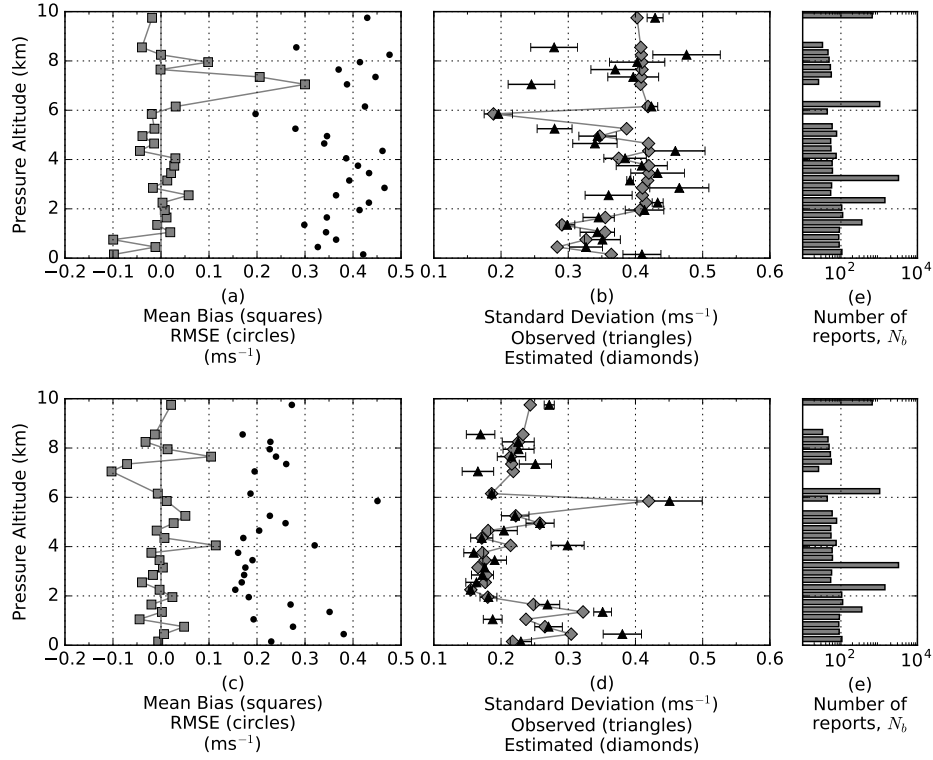 10
8
6
4
2
0
Pressure Altitude (km)
−0.2 −0.1 0.0 0.1 0.2 0.3 0.4 0.5
(a)
Mean Bias (squares)
RMSE (circles)
(ms⁻¹)
0.1 0.2 0.3 0.4 0.5 0.6
(b)
Standard Deviation (ms⁻¹)
Observed (triangles)
Estimated (diamonds)
10² 10⁴
(e)
Number of
reports, N_b
10
8
6
4
2
0
Pressure Altitude (km)
−0.2 −0.1 0.0 0.1 0.2 0.3 0.4 0.5
(c)
Mean Bias (squares)
RMSE (circles)
(ms⁻¹)
0.1 0.2 0.3 0.4 0.5 0.6
(d)
Standard Deviation (ms⁻¹)
Observed (triangles)
Estimated (diamonds)
10² 10⁴
(e)
Number of
reports, N_b